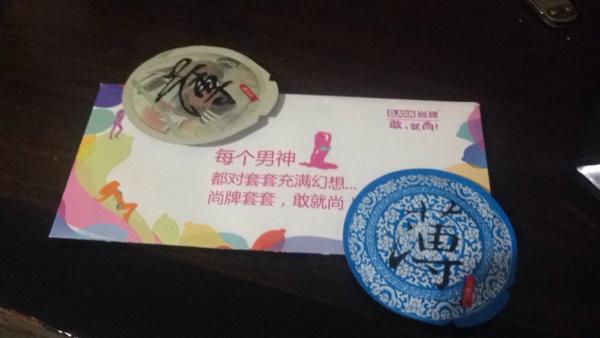 ELASUN 尚牌
敢,就尚!
每个男神
都对套套充满幻想...
尚牌套套,敢就尚!
薄